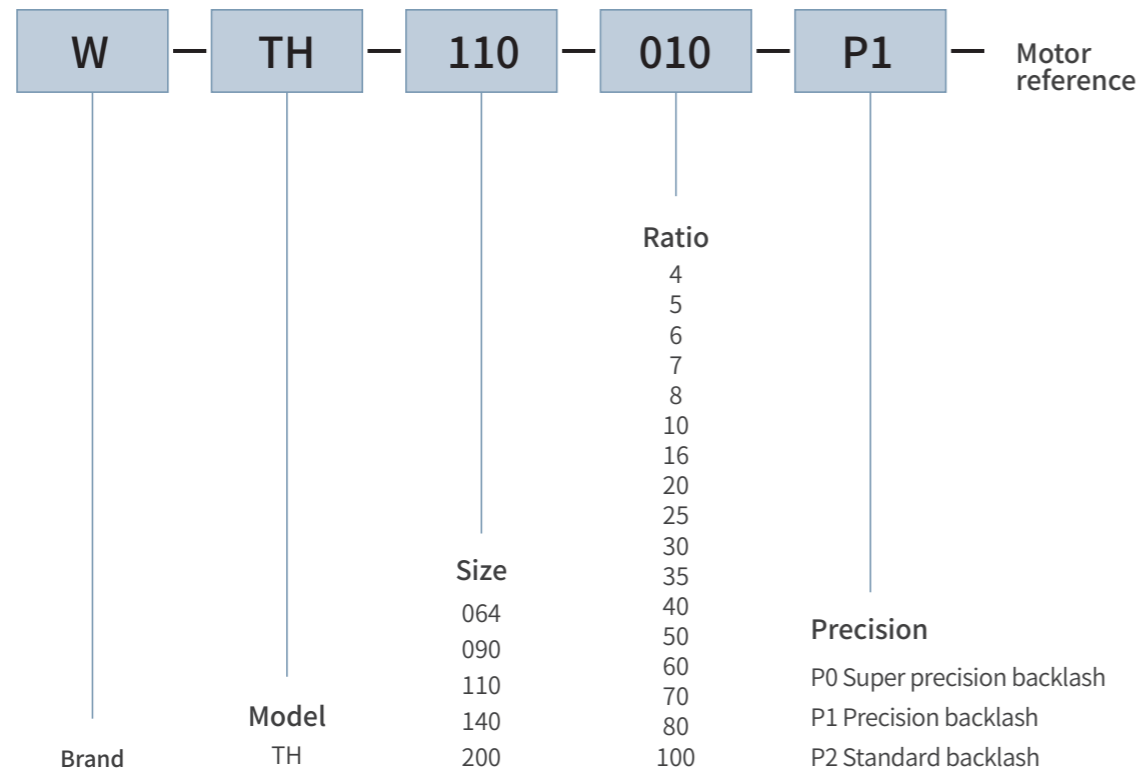 W — TH — 110 — 010 — P1 — Motor
reference
Ratio
4
5
6
7
8
10
16
20
25
30
35
40
50
60
70
80
100
Size
064
090
110
140
200
Precision
P0 Super precision backlash
P1 Precision backlash
P2 Standard backlash
Model
TH
Brand